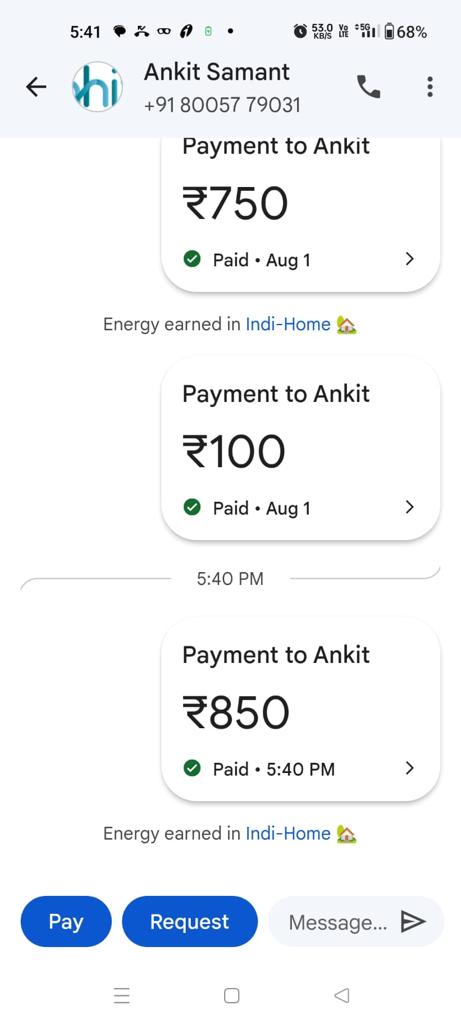 5:41
53.0 KB/S
Vo LTE
5G
68%
hi
Ankit Samant
+91 80057 79031
Payment to Ankit
₹750
Paid • Aug 1
Energy earned in Indi-Home 🏡
Payment to Ankit
₹100
Paid • Aug 1
5:40 PM
Payment to Ankit
₹850
Paid • 5:40 PM
Energy earned in Indi-Home 🏡
Pay
Request
Message...